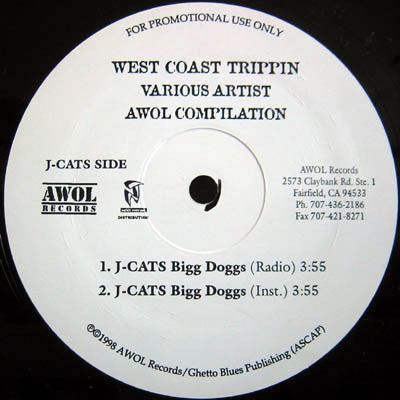 FOR PROMOTIONAL USE ONLY
WEST COAST TRIPPIN
VARIOUS ARTIST
AWOL COMPILATION
J-CATS SIDE
AWOL
RECORDS
DISTRIBUTION
AWOL Records
2573 Claybank Rd. Ste. 1
Fairfield, CA 94533
Ph. 707-436-2186
Fax 707-421-8271
1. J-CATS Bigg Doggs (Radio) 3:55
2. J-CATS Bigg Doggs (Inst.) 3:55
℗©1998 AWOL Records/Ghetto Blues Publishing (ASCAP)